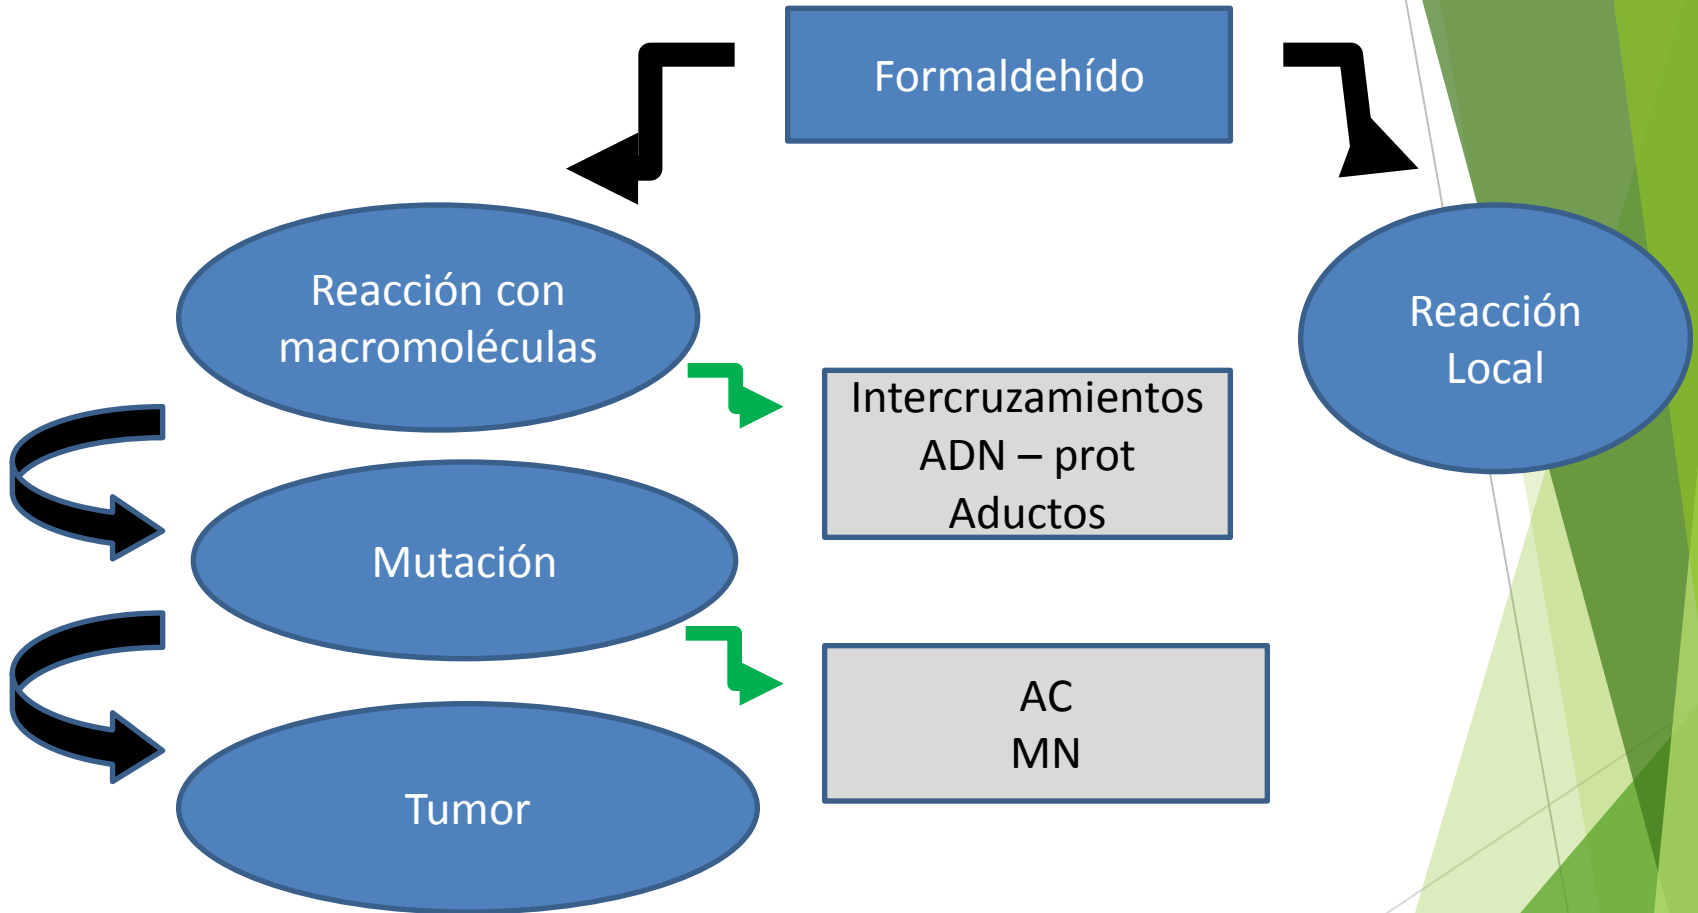 Formaldehído
Reacción con
macromoléculas
Reacción
Local
Intercruzamientos
ADN – prot
Aductos
Mutación
AC
MN
Tumor